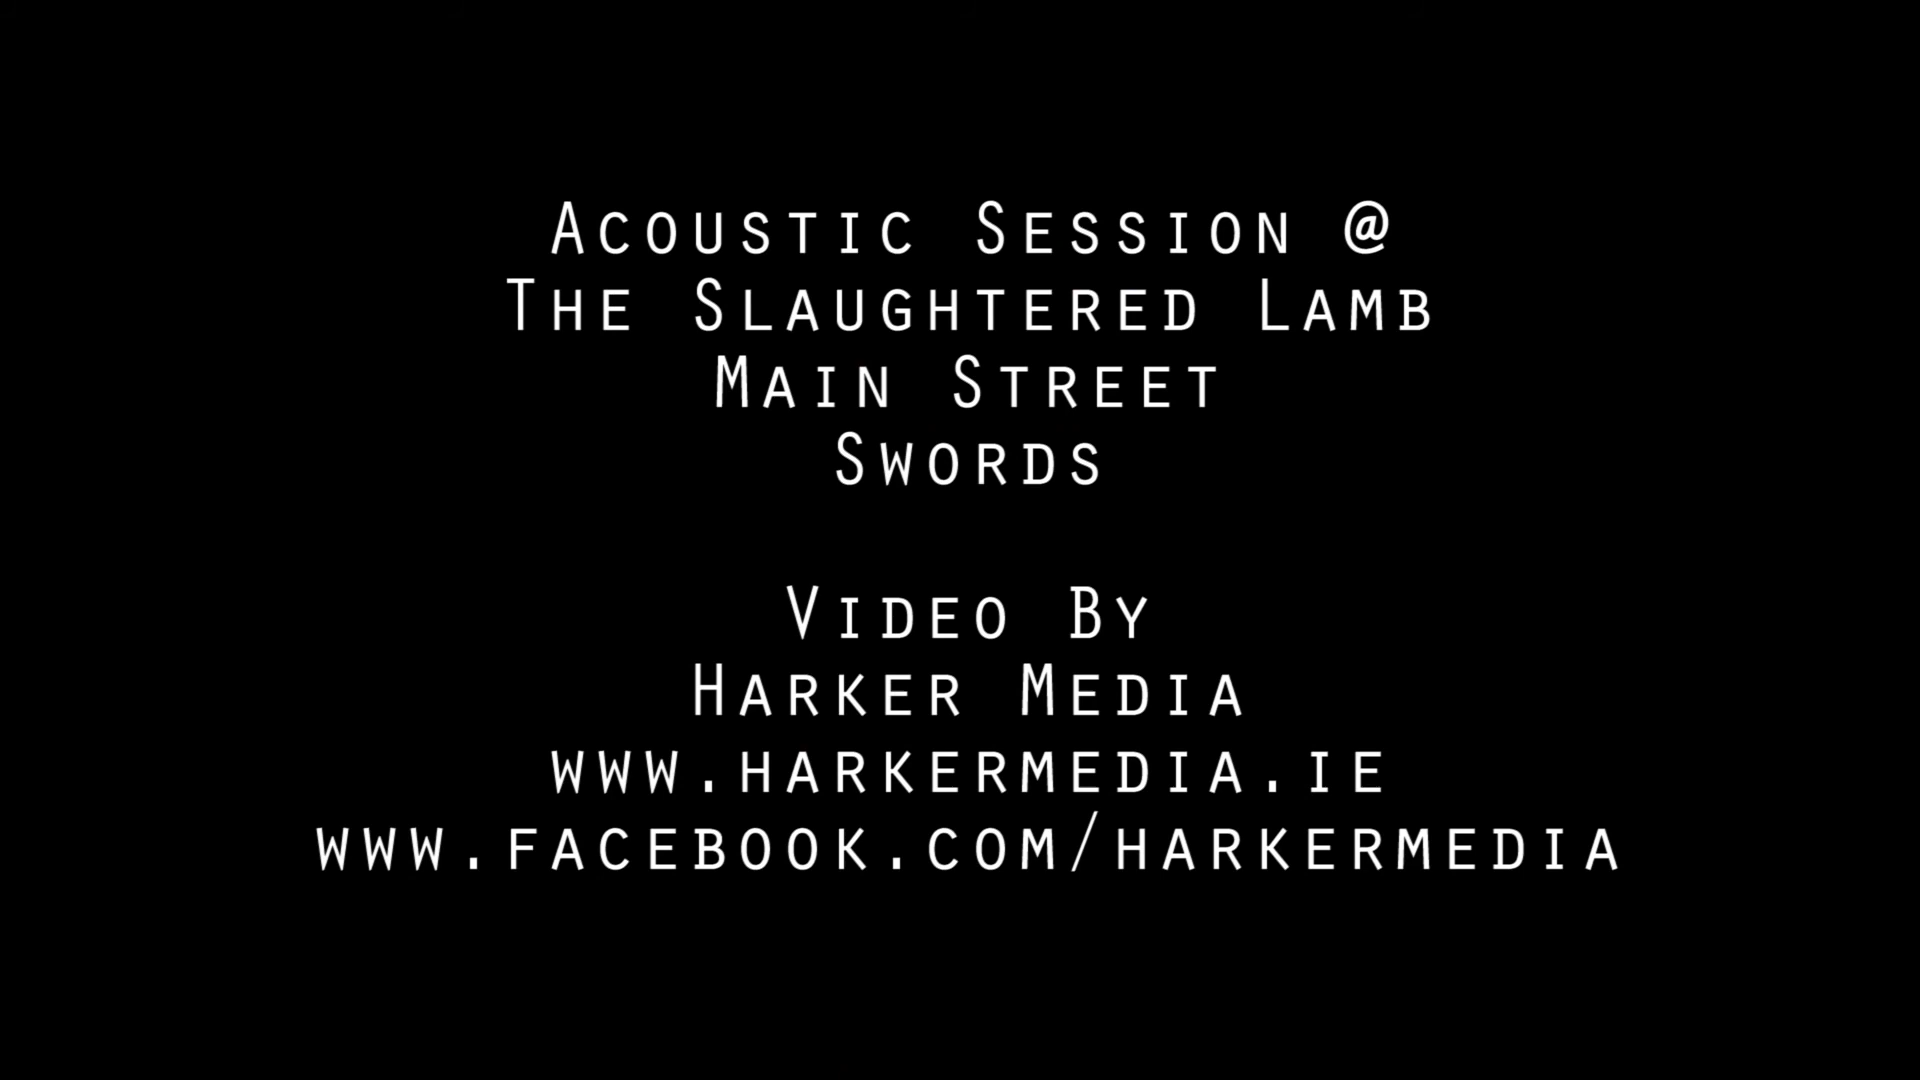 Acoustic Session @
The Slaughtered Lamb
Main Street
Swords
Video By
Harker Media
www.harkermedia.ie
www.facebook.com/harkermedia